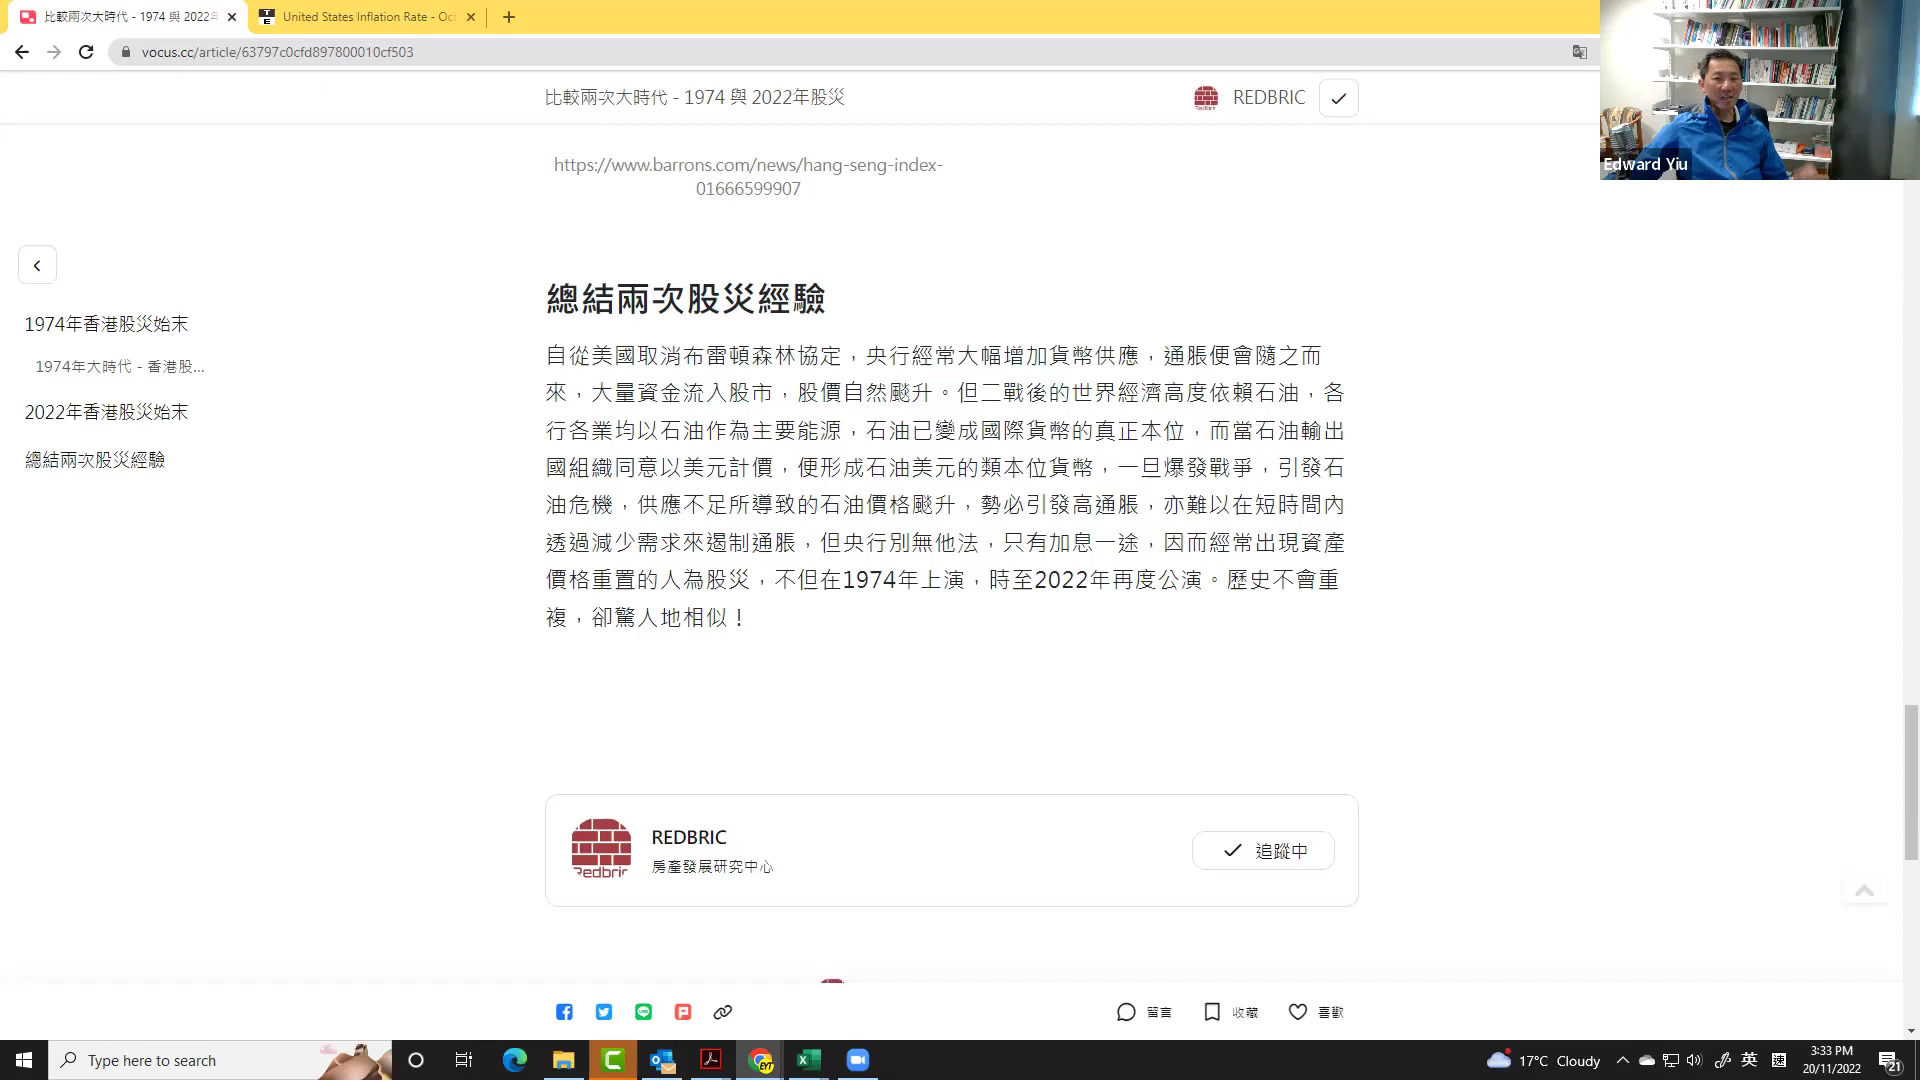 比較兩次大時代 - 1974 與 2022年
United States Inflation Rate - Oct
vocus.cc/article/63797c0cfd897800010cf503
比較兩次大時代 - 1974 與 2022年股災
REDBRIC
Edward Yiu
https://www.barrons.com/news/hang-seng-index-
01666599907
1974年香港股災始末
1974年大時代 - 香港股...
2022年香港股災始末
總結兩次股災經驗
總結兩次股災經驗
自從美國取消布雷頓森林協定，央行經常大幅增加貨幣供應，通脹便會隨之而
來，大量資金流入股市，股價自然颷升。但二戰後的世界經濟高度依賴石油，各
行各業均以石油作為主要能源，石油已變成國際貨幣的真正本位，而當石油輸出
國組織同意以美元計價，便形成石油美元的類本位貨幣，一旦爆發戰爭，引發石
油危機，供應不足所導致的石油價格颷升，勢必引發高通脹，亦難以在短時間內
透過減少需求來遏制通脹，但央行別無他法，只有加息一途，因而經常出現資產
價格重置的人為股災，不但在1974年上演，時至2022年再度公演。歷史不會重
複，卻驚人地相似！
REDBRIC
房產發展研究中心
追蹤中
留言
收藏
喜歡
Type here to search
17°C Cloudy
英
3:33 PM
20/11/2022
21